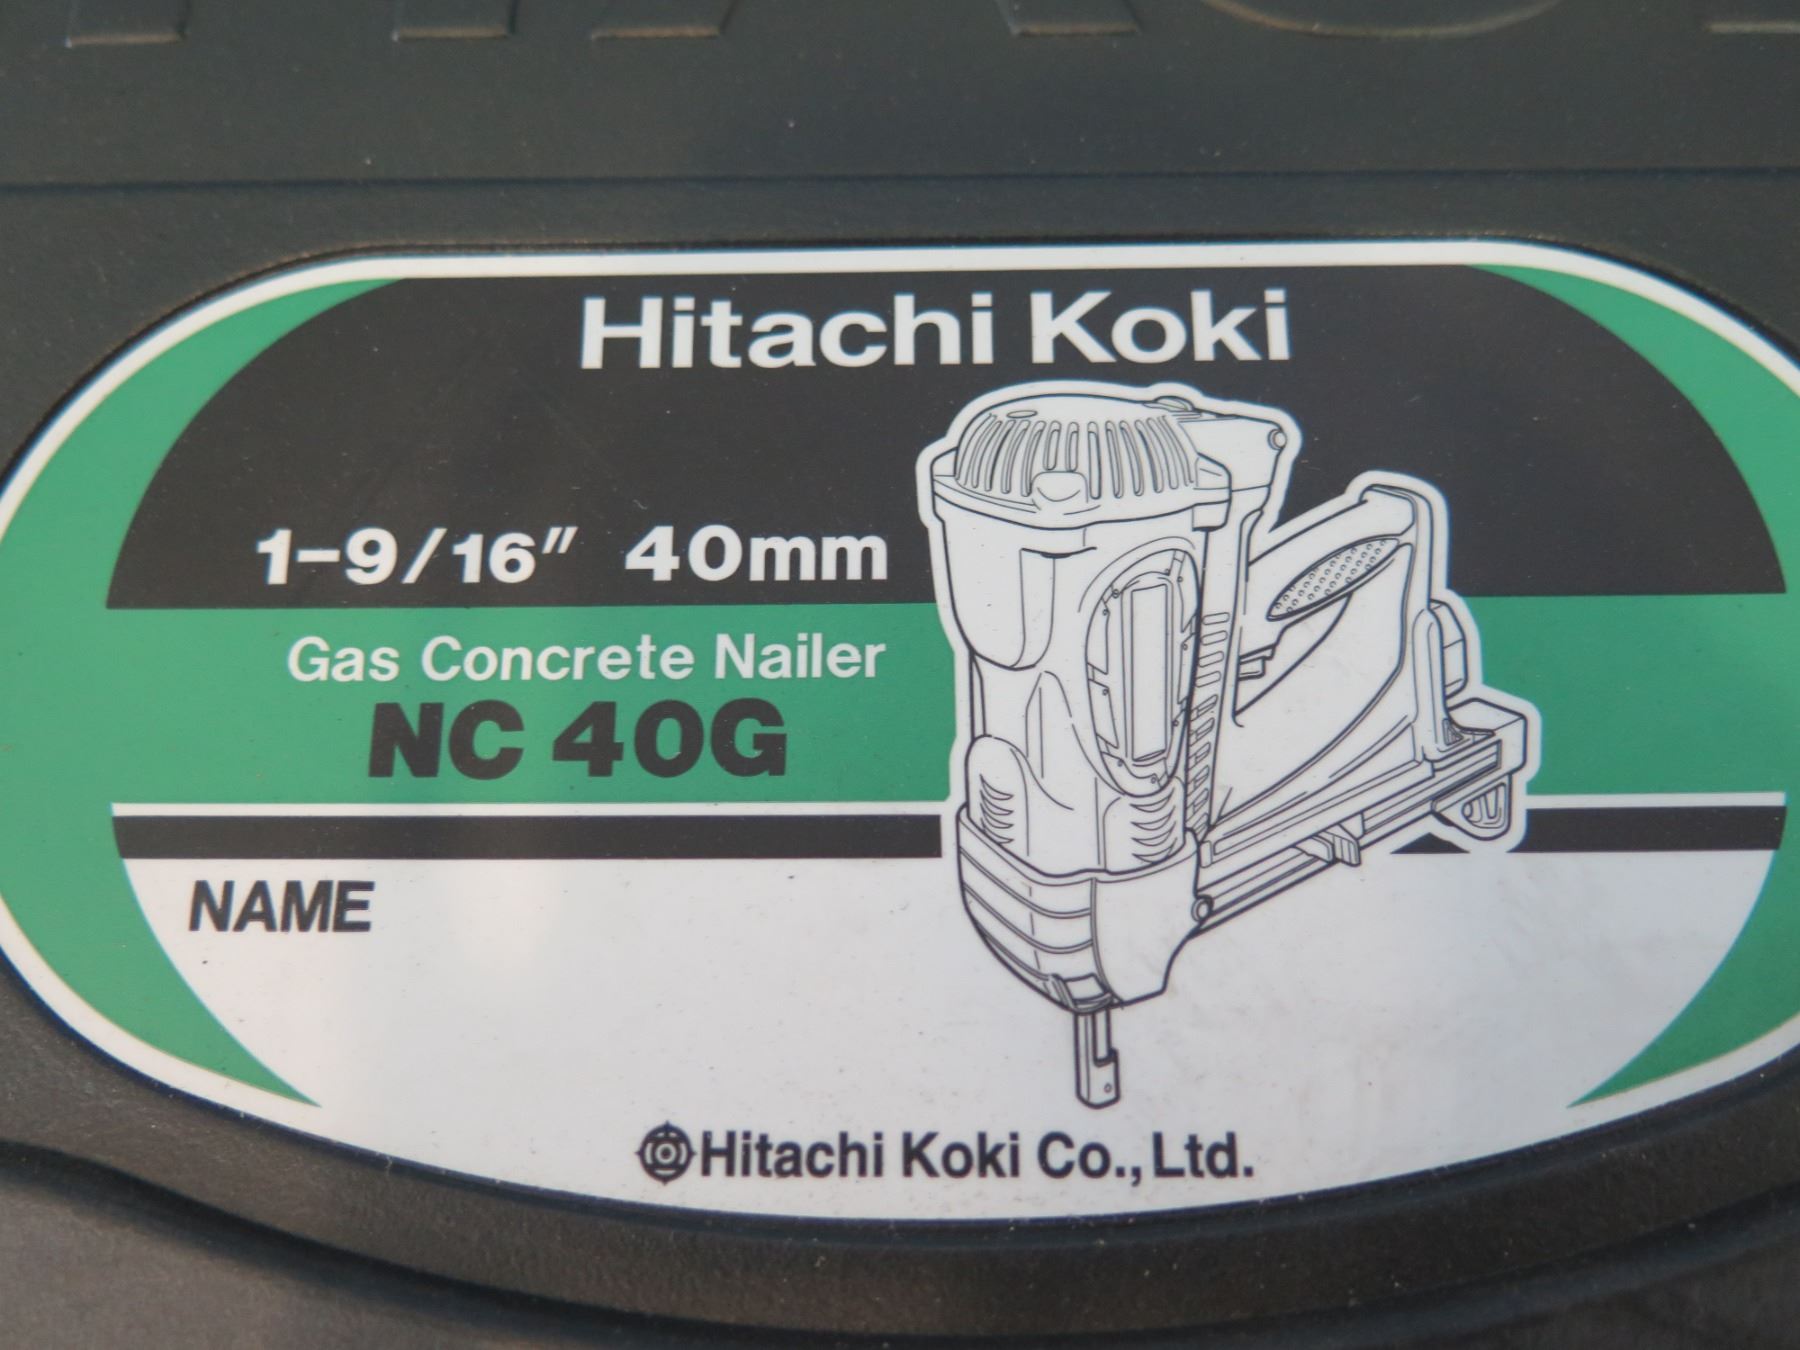 Hitachi Koki
1-9/16" 40mm
Gas Concrete Nailer
NC 40G
NAME
Hitachi Koki Co., Ltd.